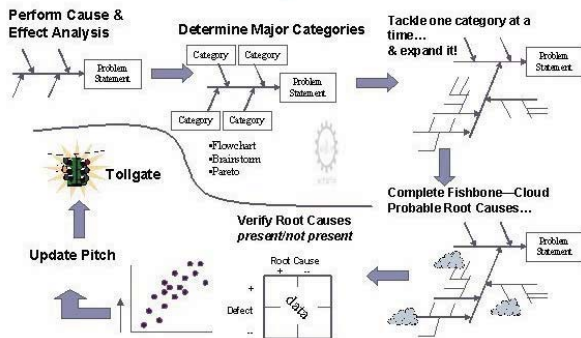 Perform Cause &
Effect Analysis
Problem
Statement
Determine Major Categories
Category
Category
Problem
Statement
Category
Category
•Flowchart
•Brainstorm
•Pareto
Tackle one category at a
time…
& expand it!
Problem
Statement
Complete Fishbone—Cloud
Probable Root Causes…
Problem
Statement
Verify Root Causes
present/not present
Root Cause
+ --
+
Defect
--
data
Update Pitch
Tollgate